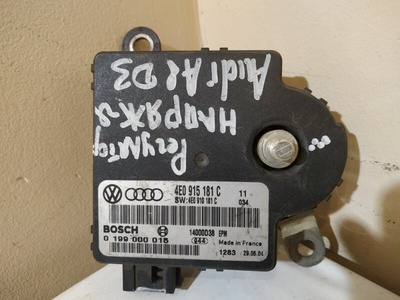 Audi A8 D3
Регулятор
напряж-я
4E0 915 181 C 11
SW:4E0 910 181 C 034
BOSCH 14000D38 EPM
0 199 000 015 Made in France
1283 29.06.04